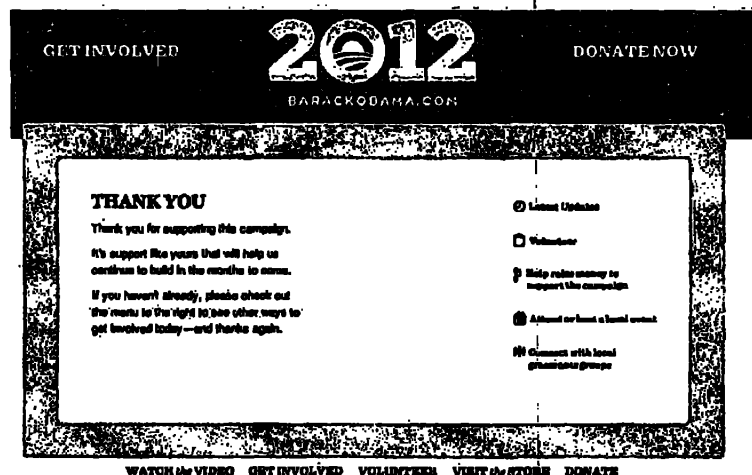 GET INVOLVED
2012
DONATE NOW
BARACKOBAMA.COM
THANK YOU
Thank you for supporting this campaign.
It's support like yours that will help us
continue to build in the months to come.
If you haven't already, please check out
the menu to the right to see other ways to
get involved today—and thanks again.
Latest Updates
Volunteer
Help raise money to
support the campaign
Attend or host a local event
Connect with local
grassroots groups
WATCH the VIDEO GET INVOLVED VOLUNTEER VISIT the STORE DONATE